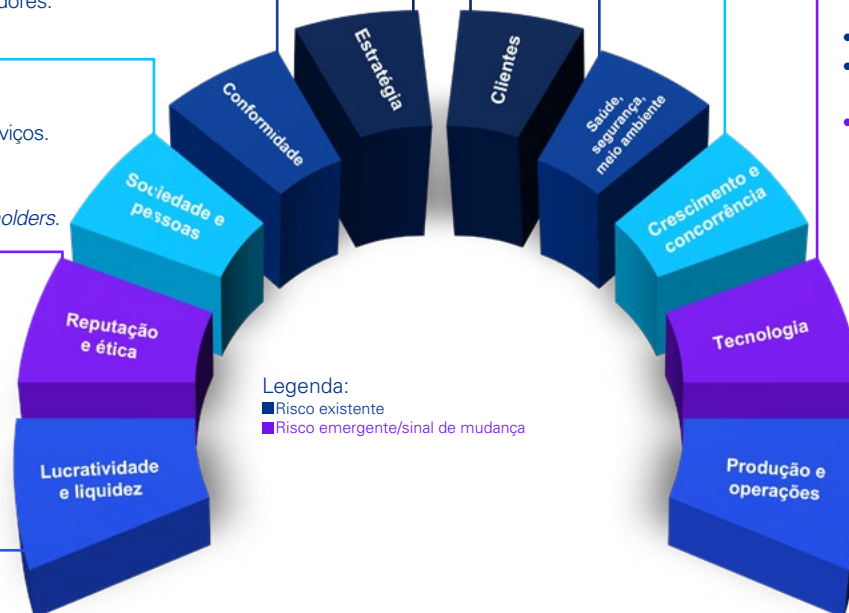 dores.
viços.
holders.
Estratégia
Clientes
Conformidade
Saúde,
segurança,
meio ambiente
Sociedade e
pessoas
Crescimento e
concorrência
Reputação
e ética
Tecnologia
Legenda:
Risco existente
Risco emergente/sinal de mudança
Lucratividade
e liquidez
Produção e
operações